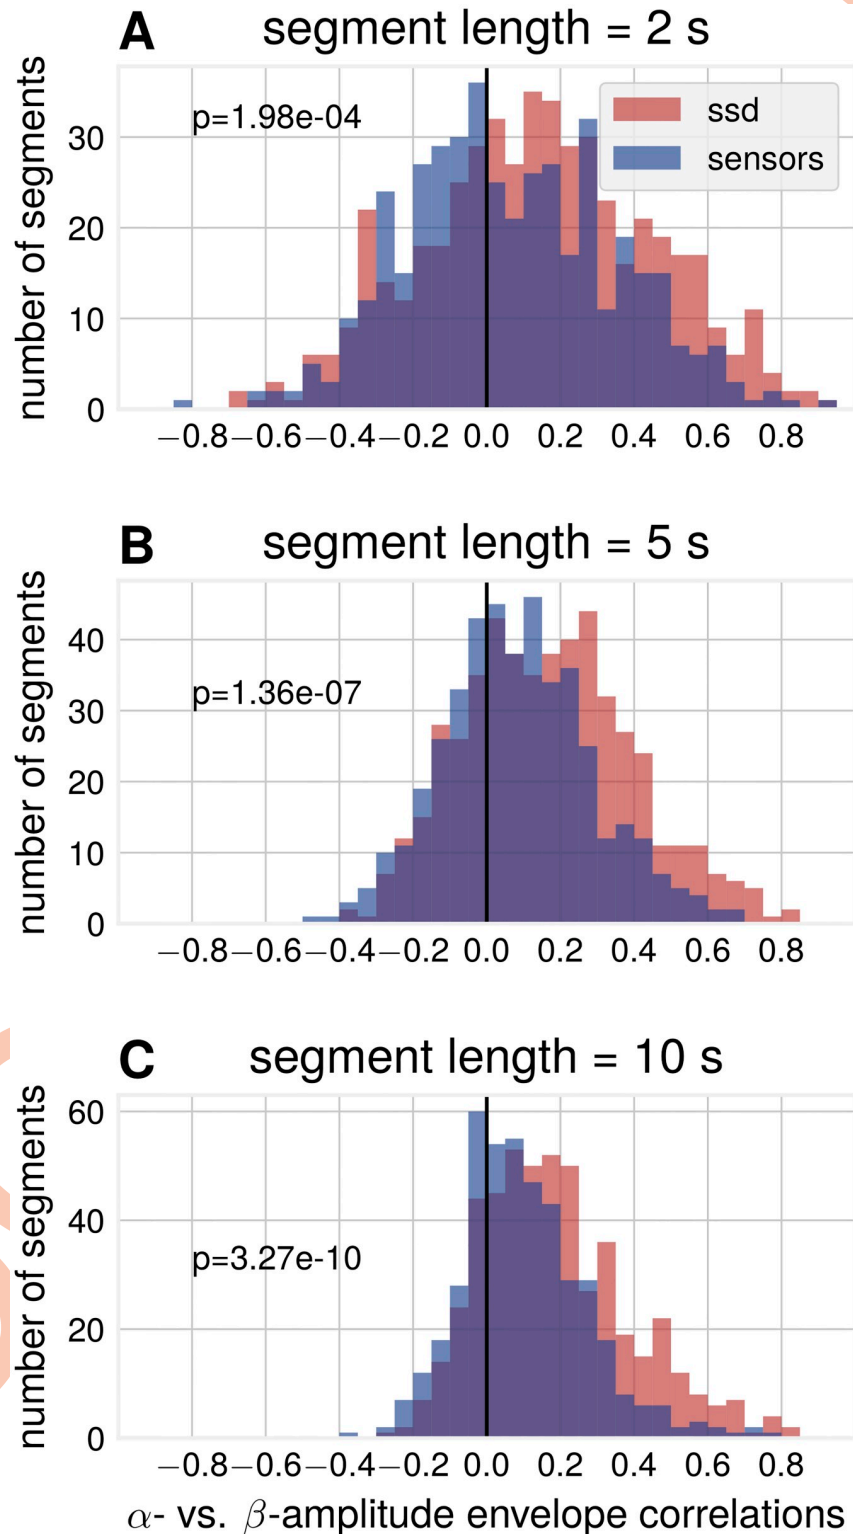 A segment length = 2 s
p=1.98e-04
ssd
sensors
number of segments
30
20
10
0
−0.8 −0.6 −0.4 −0.2 0.0 0.2 0.4 0.6 0.8
B segment length = 5 s
p=1.36e-07
number of segments
40
30
20
10
0
−0.8 −0.6 −0.4 −0.2 0.0 0.2 0.4 0.6 0.8
C segment length = 10 s
p=3.27e-10
number of segments
60
40
20
0
−0.8 −0.6 −0.4 −0.2 0.0 0.2 0.4 0.6 0.8
α- vs. β-amplitude envelope correlations